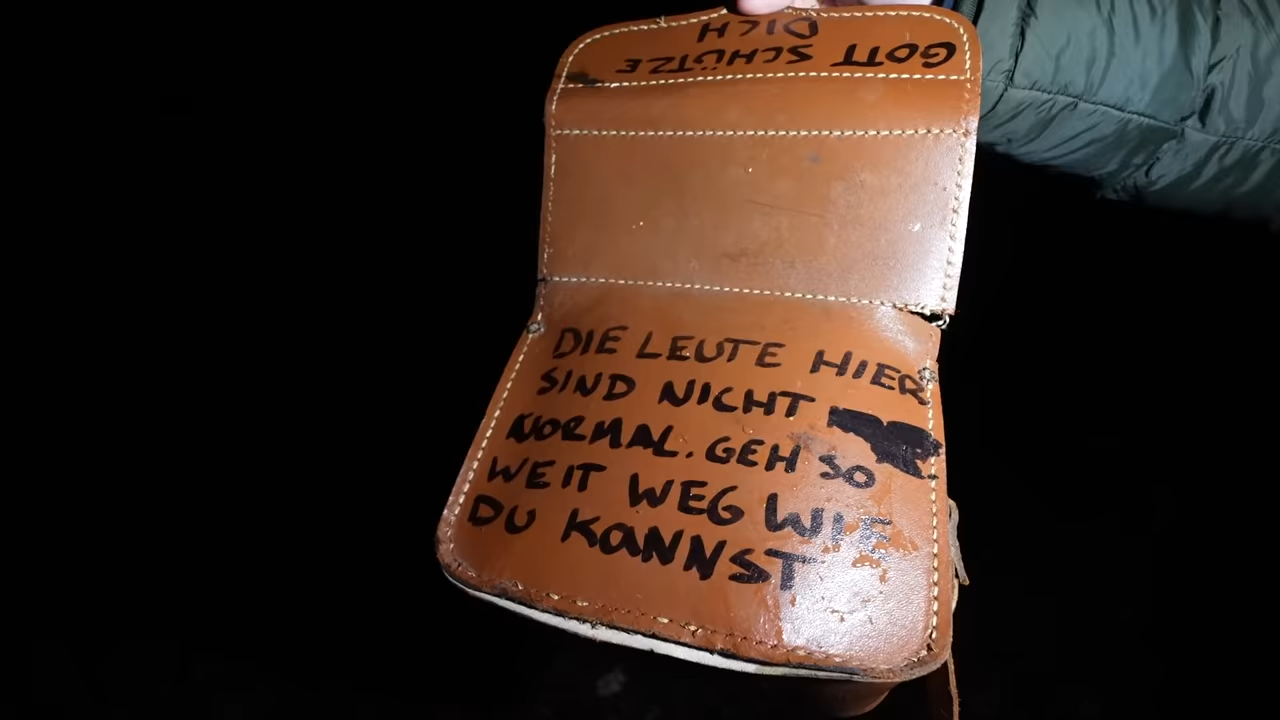 GOTT SCHÜTZE
DICH
DIE LEUTE HIER
SIND NICHT
NORMAL. GEH SO
WEIT WEG WIE
DU KANNST